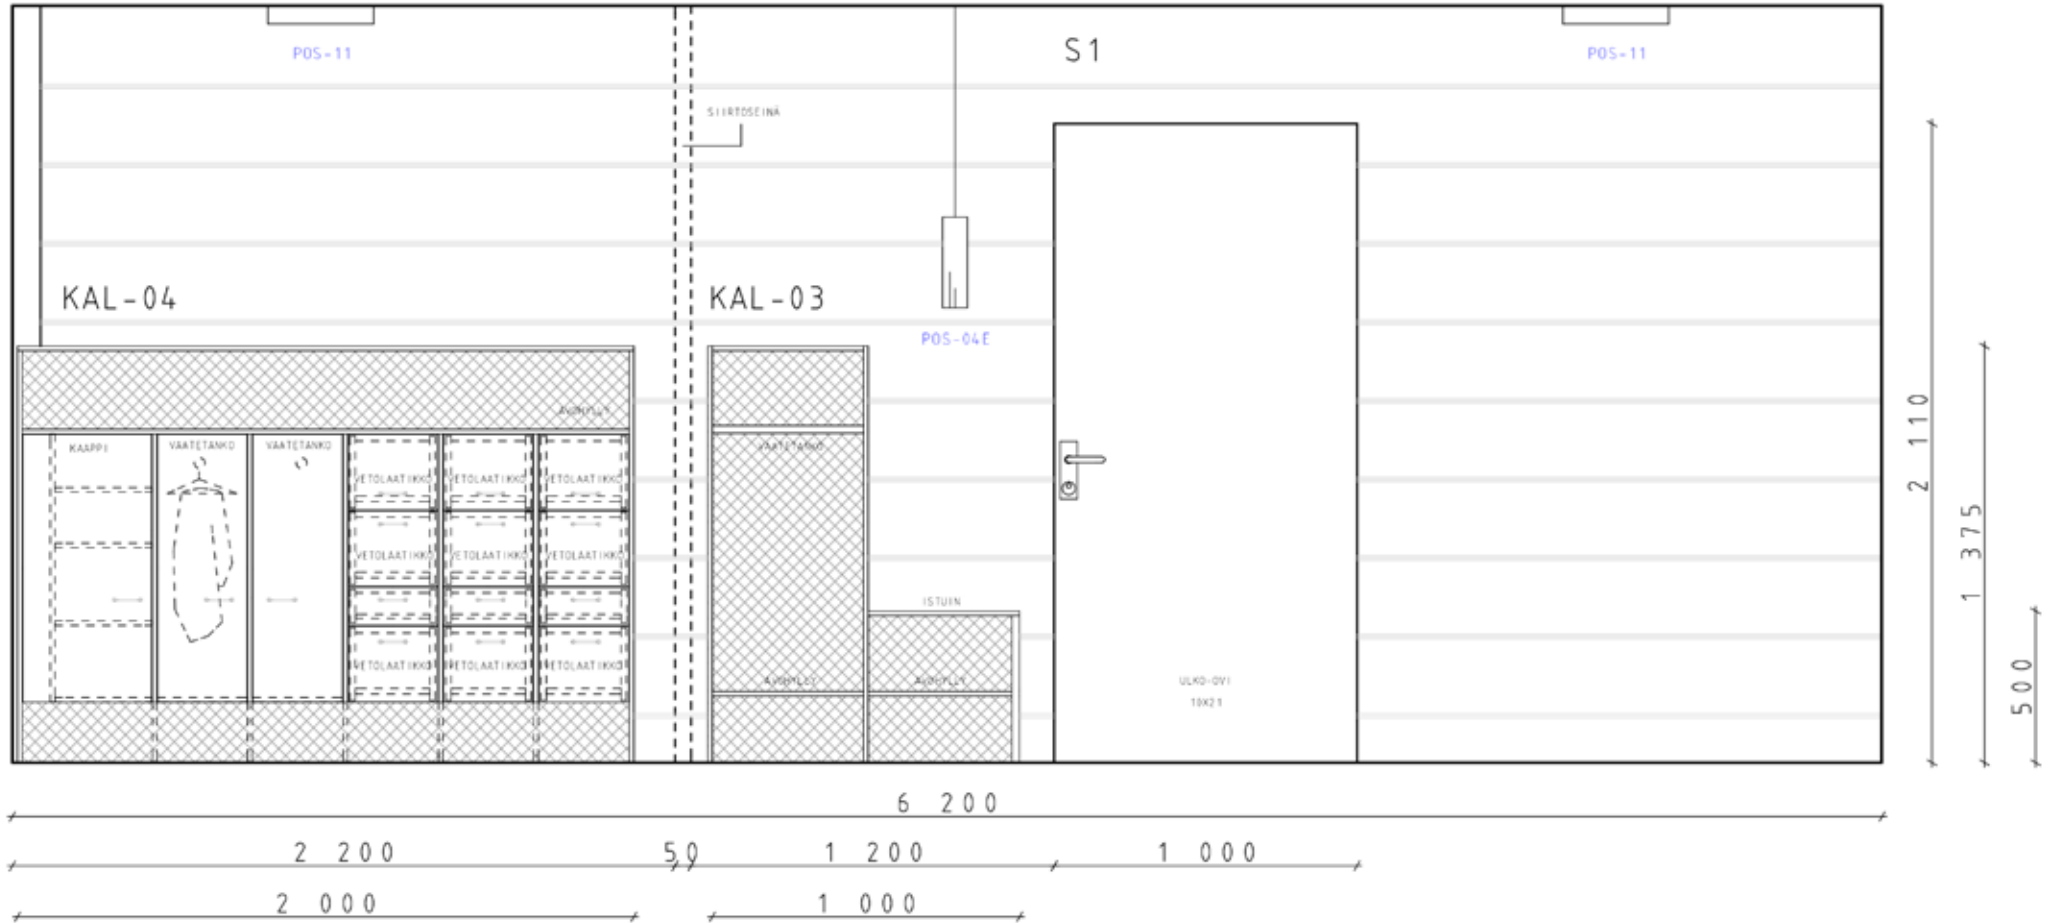 POS-11
S1
POS-11
SIIRTOSEINÄ
KAL-04
KAL-03
POS-04E
AVOHYLLY
KAAPPI
VAATETANKO
VAATETANKO
VAATETANKO
VETOLAATIKKO
VETOLAATIKKO
VETOLAATIKKO
VETOLAATIKKO
VETOLAATIKKO
VETOLAATIKKO
ISTUIN
VETOLAATIKKO
VETOLAATIKKO
VETOLAATIKKO
AVOHYLLY
AVOHYLLY
ULKO-OVI
10X21
2 110
1 375
500
6 200
2 200
50
1 200
1 000
2 000
1 000